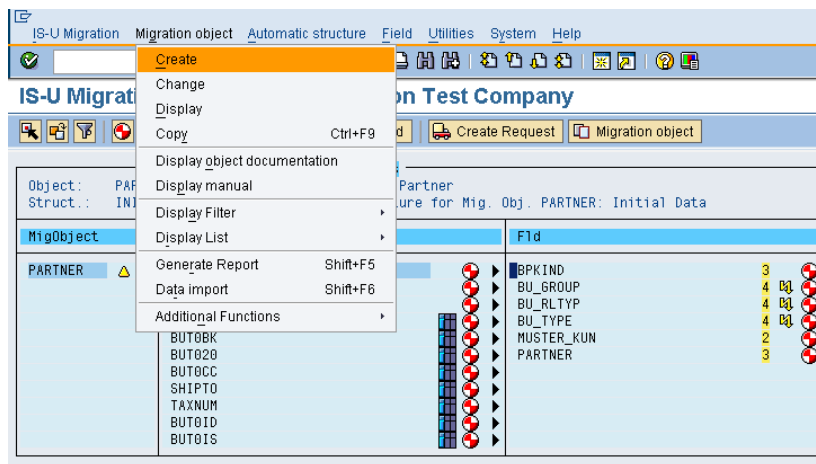 IS-U Migration Migration object Automatic structure Field Utilities System Help
IS-U Migrati on Test Company
d Create Request Migration object
Create
Change
Display
Copy Ctrl+F9
Display object documentation
Display manual
Display Filter
Display List
Generate Report Shift+F5
Data import Shift+F6
Additional Functions
Object: PAR Partner
Struct.: INI ure for Mig. Obj. PARTNER: Initial Data
MigObject Fld
PARTNER BPKIND 3
BU_GROUP 4
BU_RLTYP 4
BU_TYPE 4
BUT0BK MUSTER_KUN 2
BUT020 PARTNER 3
BUT0CC
SHIPTO
TAXNUM
BUT0ID
BUT0IS